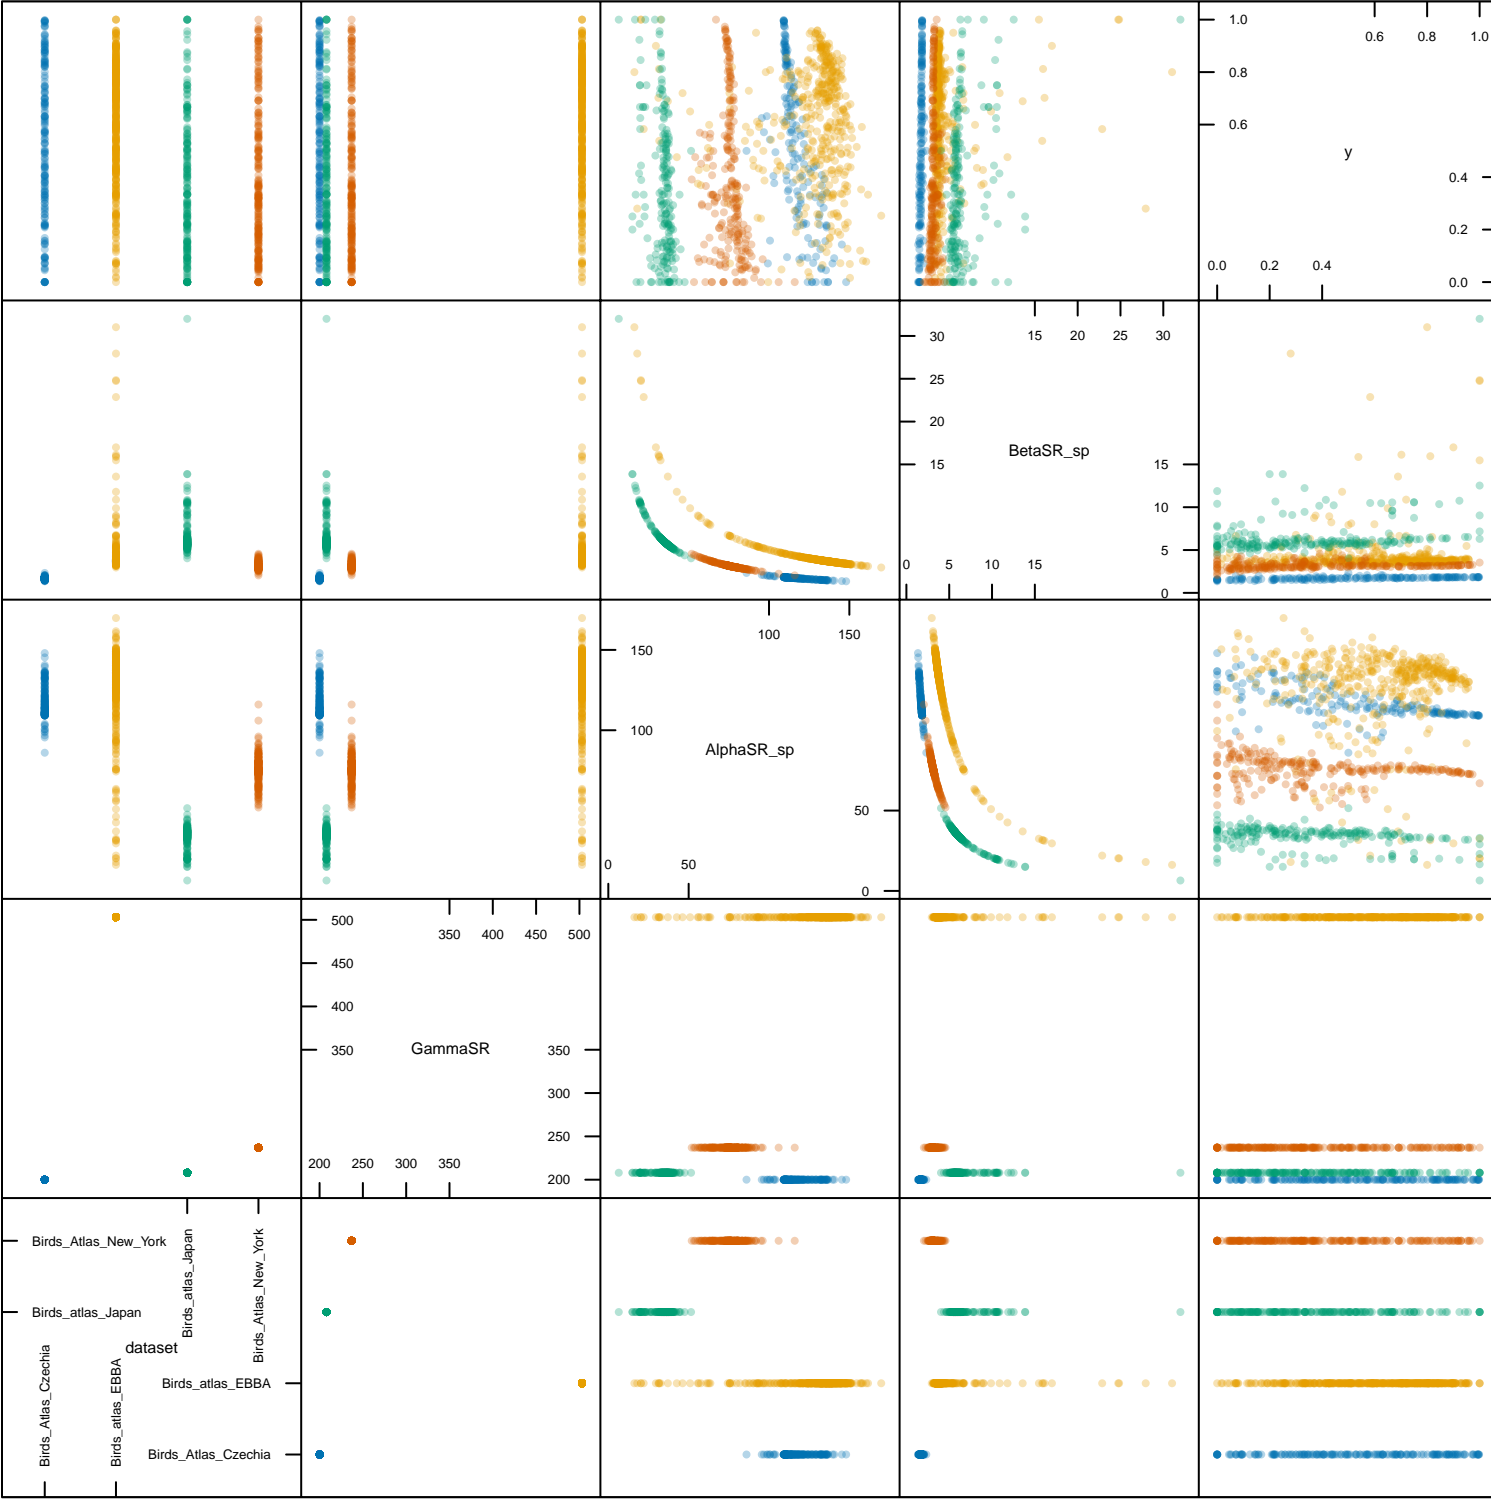 1.0
0.6 0.8 1.0
0.8
0.6
y
0.4
0.2
0.0 0.2 0.4
0.0
15 20 25 30
30
25
20
15
BetaSR_sp
15
10
5
0 5 10 15
0
100 150
150
100
AlphaSR_sp
50
0 50
0
500
350 400 450 500
450
400
350
GammaSR
350
300
250
200 250 300 350
200
Birds_Atlas_New_York
Birds_atlas_Japan
Birds_atlas_Japan
Birds_Atlas_New_York
dataset
Birds_Atlas_Czechia
Birds_atlas_EBBA
Birds_atlas_EBBA
Birds_Atlas_Czechia